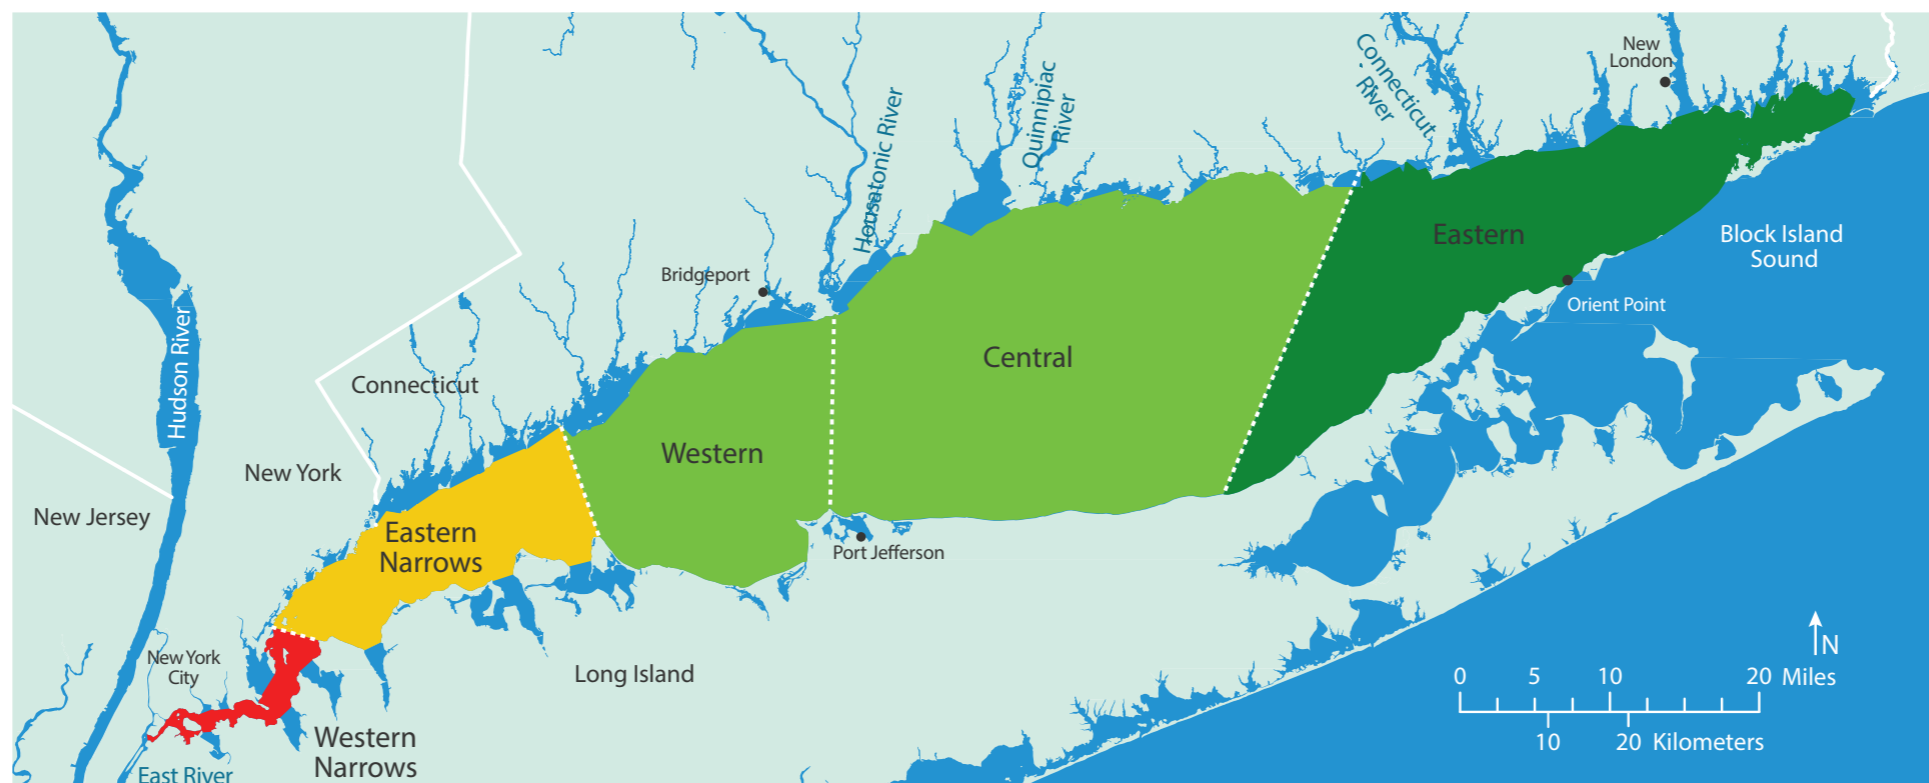 New
London
Connecticut
River
Quinnipiac
River
Housatonic River
Eastern
Block Island
Sound
Bridgeport
Orient Point
Hudson River
Central
Connecticut
Western
New York
New Jersey
Eastern
Narrows
Port Jefferson
New York
City
Long Island
N
0 5 10 20 Miles
10 20 Kilometers
Western
Narrows
East River